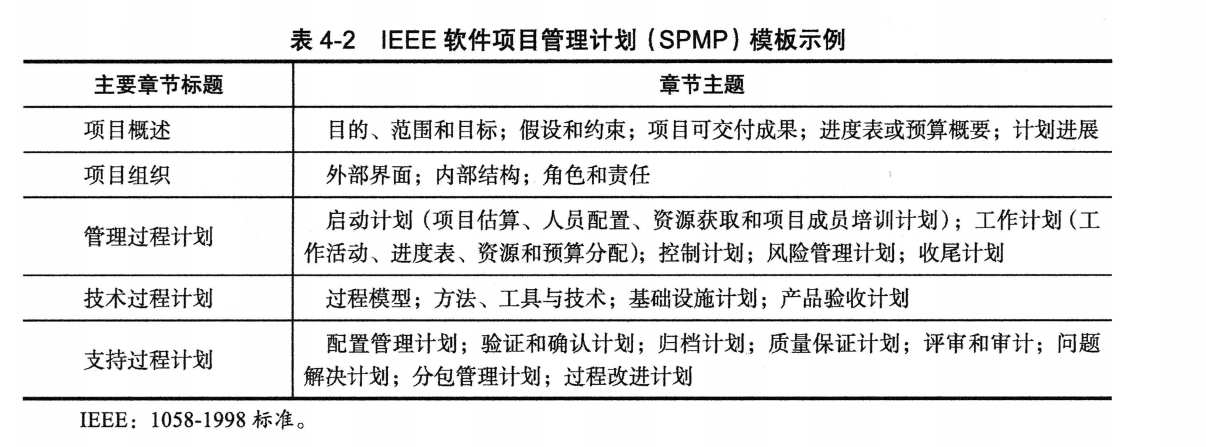 表 4-2 IEEE 软件项目管理计划（SPMP）模板示例
主要章节标题 章节主题
项目概述 目的、范围和目标；假设和约束；项目可交付成果；进度表或预算概要；计划进展
项目组织 外部界面；内部结构；角色和责任
管理过程计划 启动计划（项目估算、人员配置、资源获取和项目成员培训计划）；工作计划（工
作活动、进度表、资源和预算分配）；控制计划；风险管理计划；收尾计划
技术过程计划 过程模型；方法、工具与技术；基础设施计划；产品验收计划
支持过程计划 配置管理计划；验证和确认计划；归档计划；质量保证计划；评审和审计；问题
解决计划；分包管理计划；过程改进计划
IEEE：1058-1998 标准。